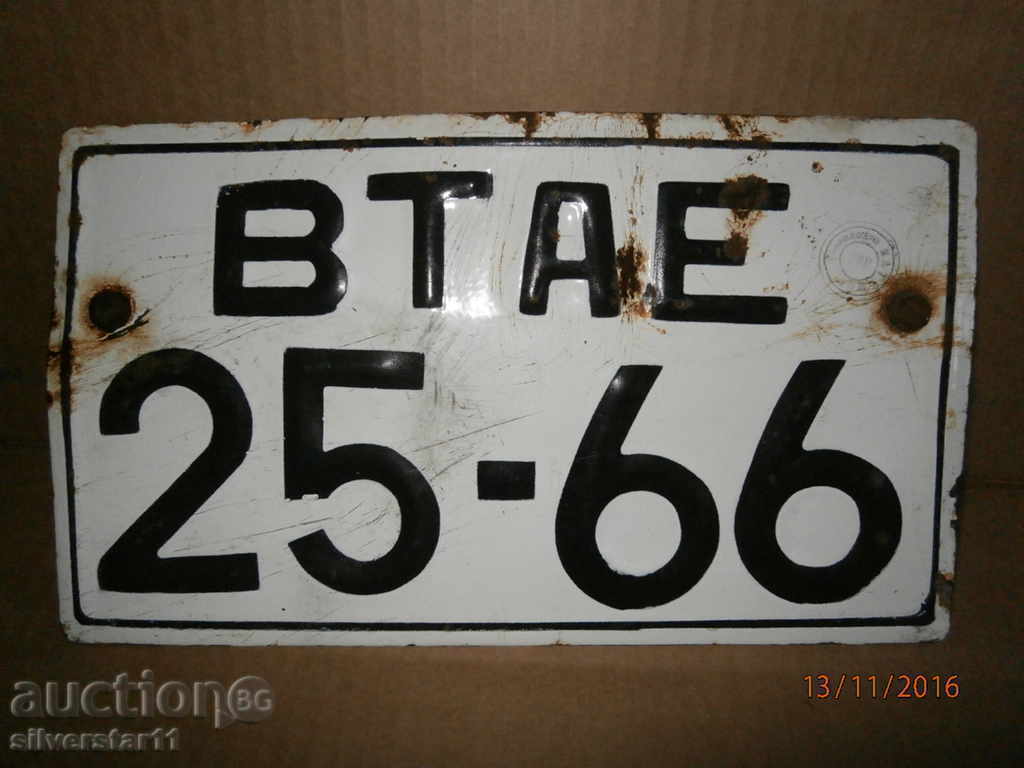 ВТАЕ
25-66
13/11/2016
auctionBG
silverstar11